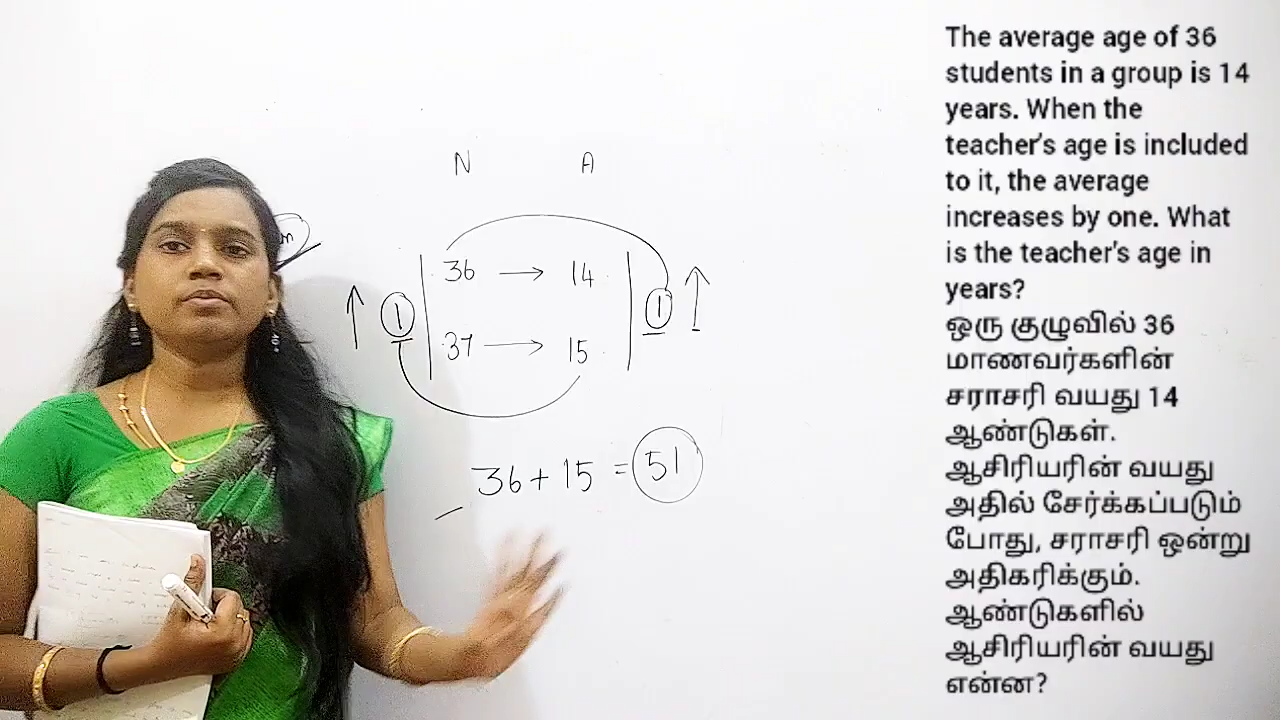 N A
36 → 14
1 1
37 → 15
36 + 15 = 51
The average age of 36
students in a group is 14
years. When the
teacher's age is included
to it, the average
increases by one. What
is the teacher's age in
years?
ஒரு குழுவில் 36
மாணவர்களின்
சராசரி வயது 14
ஆண்டுகள்.
ஆசிரியரின் வயது
அதில் சேர்க்கப்படும்
போது, சராசரி ஒன்று
அதிகரிக்கும்.
ஆண்டுகளில்
ஆசிரியரின் வயது
என்ன?